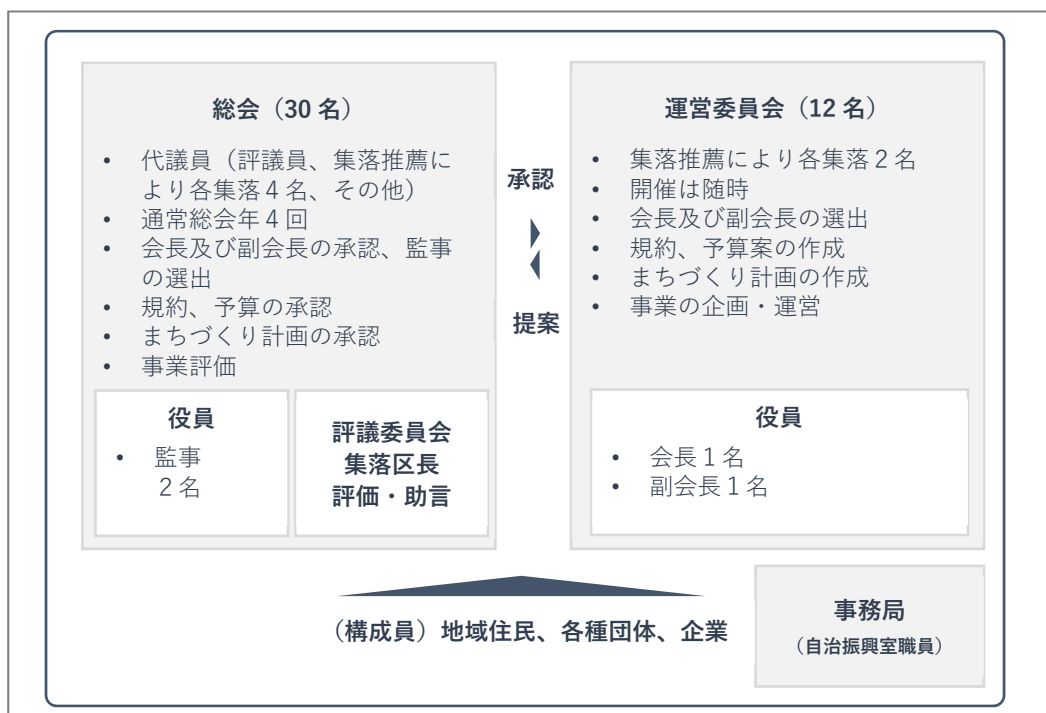 総会（30 名）
• 代議員（評議員、集落推薦に
より各集落４名、その他）
• 通常総会年４回
• 会長及び副会長の承認、監事
の選出
• 規約、予算の承認
• まちづくり計画の承認
• 事業評価
役員
• 監事
２名
評議委員会
集落区長
評価・助言
承認
提案
運営委員会（12 名）
• 集落推薦により各集落２名
• 開催は随時
• 会長及び副会長の選出
• 規約、予算案の作成
• まちづくり計画の作成
• 事業の企画・運営
役員
• 会長１名
• 副会長１名
（構成員）地域住民、各種団体、企業
事務局
（自治振興室職員）